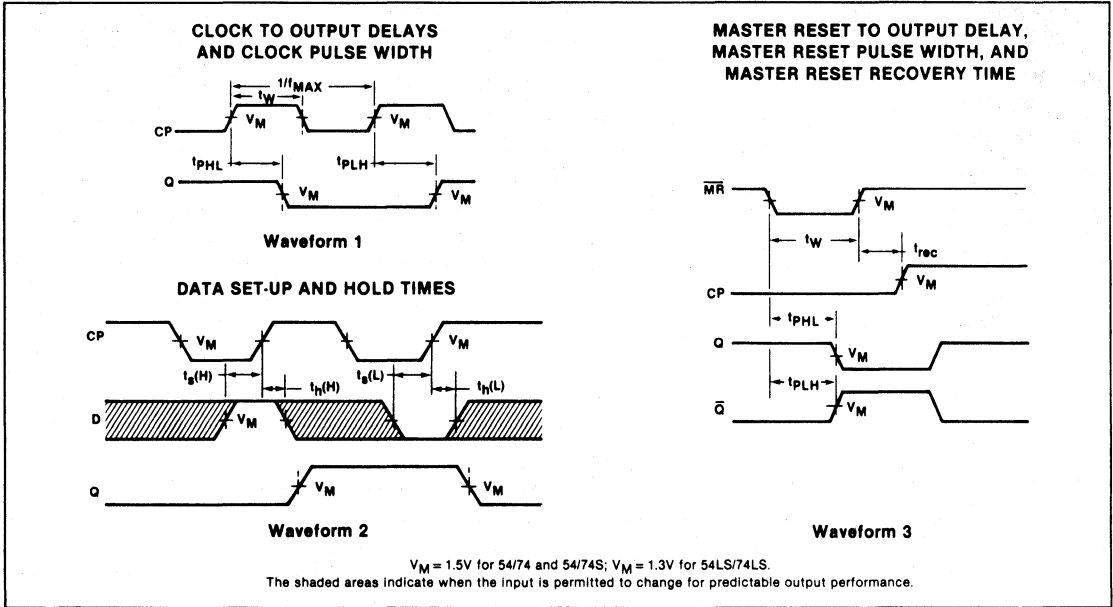 CLOCK TO OUTPUT DELAYS
AND CLOCK PULSE WIDTH
1/fMAX
tW
CP
VM
VM
tPHL
tPLH
Q
VM
VM
Waveform 1
DATA SET-UP AND HOLD TIMES
CP
VM
VM
ts(H)
th(H)
ts(L)
th(L)
D
VM
Q
VM
VM
Waveform 2
MASTER RESET TO OUTPUT DELAY,
MASTER RESET PULSE WIDTH, AND
MASTER RESET RECOVERY TIME
M̅R̅
VM
tW
trec
CP
VM
tPHL
Q
VM
tPLH
Q̅
VM
Waveform 3
VM = 1.5V for 54/74 and 54/74S; VM = 1.3V for 54LS/74LS.
The shaded areas indicate when the input is permitted to change for predictable output performance.